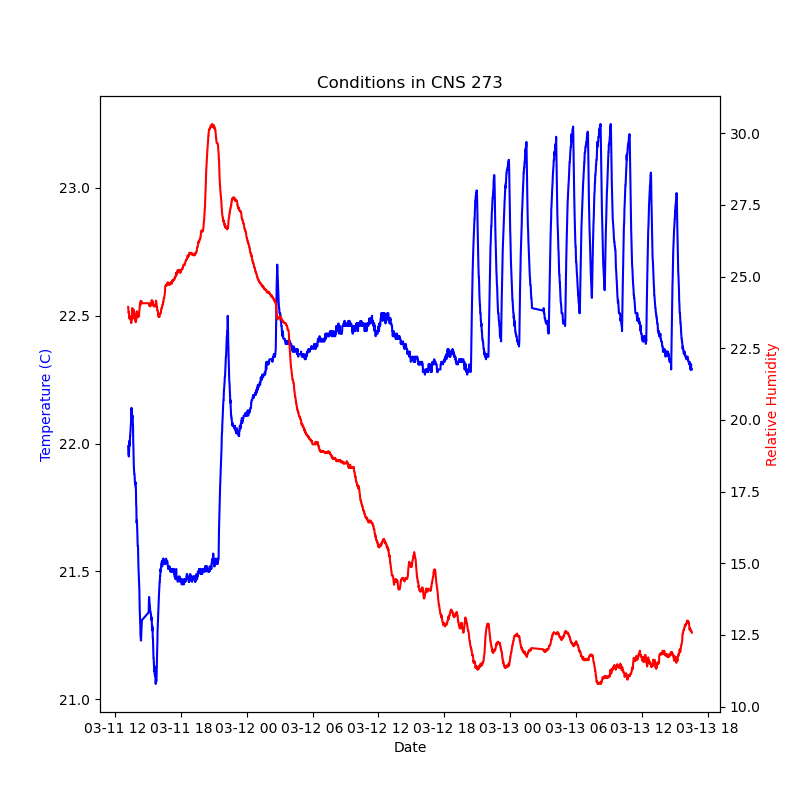 Conditions in CNS 273
23.0
22.5
22.0
21.5
21.0
Temperature (C)
30.0
27.5
25.0
22.5
20.0
17.5
15.0
12.5
10.0
Relative Humidity
03-11 12 03-11 18 03-12 00 03-12 06 03-12 12 03-12 18 03-13 00 03-13 06 03-13 12 03-13 18
Date